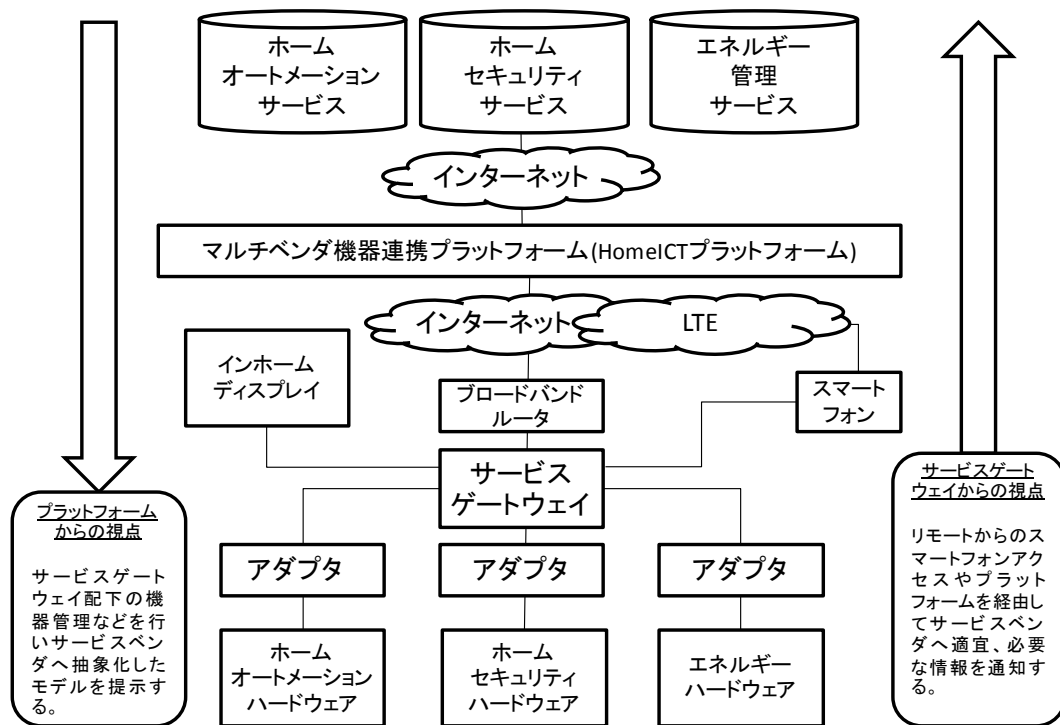 ホーム
オートメーション
サービス
ホーム
セキュリティ
サービス
エネルギー
管理
サービス
インターネット
マルチベンダ機器連携プラットフォーム(HomeICTプラットフォーム)
インターネット
LTE
インホーム
ディスプレイ
ブロードバンド
ルータ
スマート
フォン
サービス
ゲートウェイ
プラットフォーム
からの視点
サービスゲート
ウェイ配下の機
器管理などを行
いサービスベン
ダへ抽象化した
モデルを提示す
る。
サービスゲート
ウェイからの視点
リモートからのス
マートフォンアク
セスやプラット
フォームを経由し
てサービスベン
ダへ適宜、必要
な情報を通知す
る。
アダプタ
アダプタ
アダプタ
ホーム
オートメーション
ハードウェア
ホーム
セキュリティ
ハードウェア
エネルギー
ハードウェア